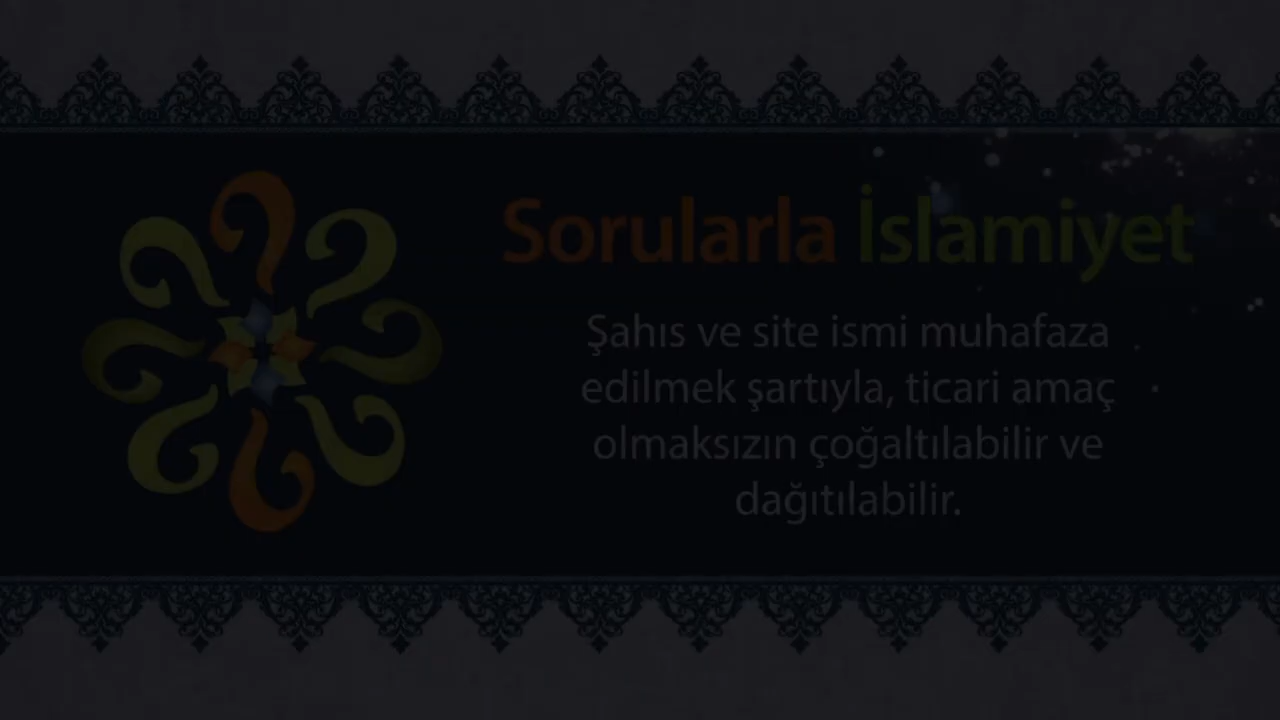 Sorularla İslamiyet
Şahıs ve site ismi muhafaza
edilmek şartıyla, ticari amaç
olmaksızın çoğaltılabilir ve
dağıtılabilir.